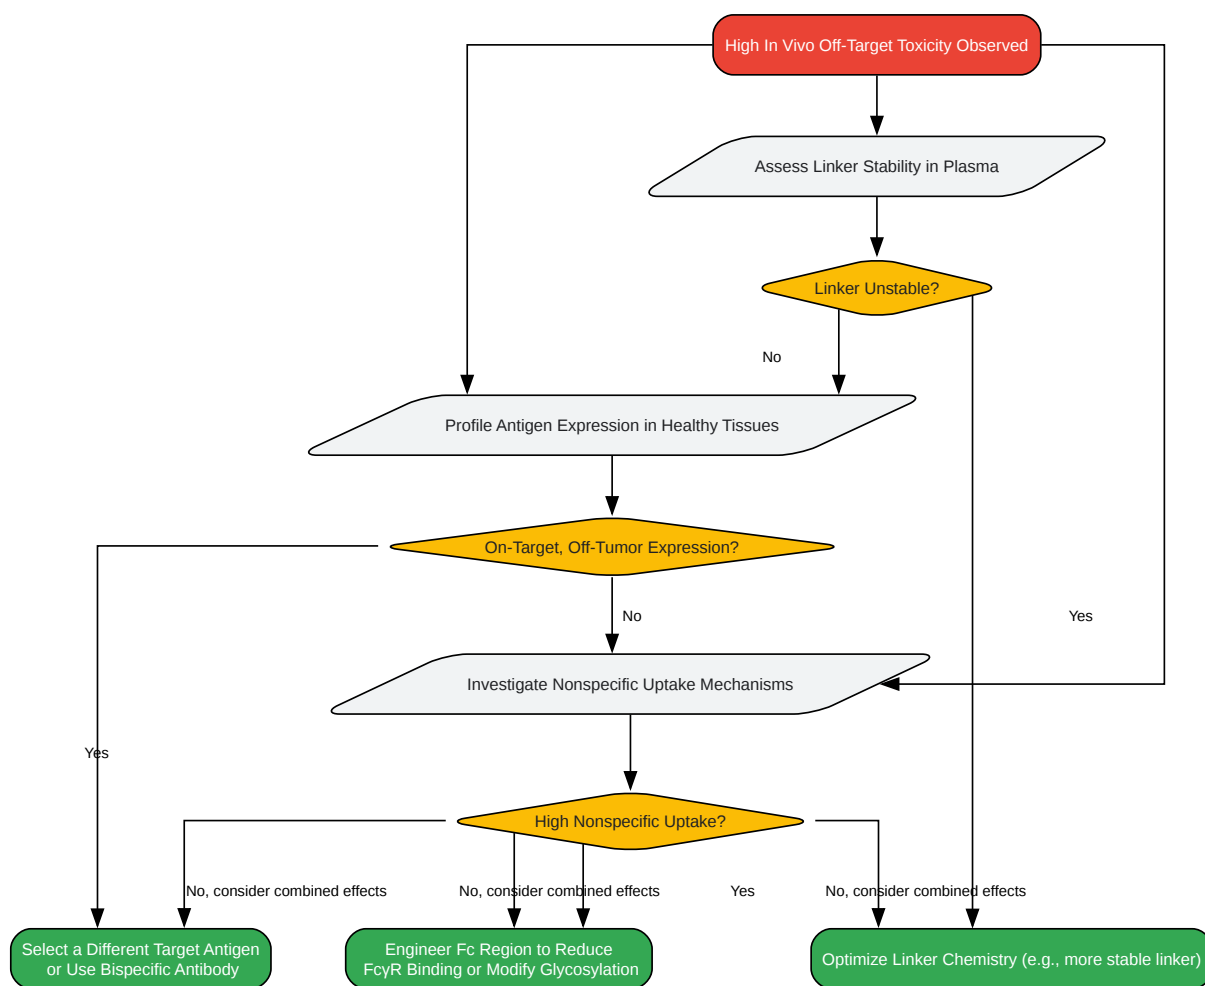 High In Vivo Off-Target Toxicity Observed
Assess Linker Stability in Plasma
Linker Unstable?
No
Profile Antigen Expression in Healthy Tissues
On-Target, Off-Tumor Expression?
No
Yes
Investigate Nonspecific Uptake Mechanisms
Yes
High Nonspecific Uptake?
No, consider combined effects
No, consider combined effects
Yes
No, consider combined effects
Select a Different Target Antigen
or Use Bispecific Antibody
Engineer Fc Region to Reduce
FcγR Binding or Modify Glycosylation
Optimize Linker Chemistry (e.g., more stable linker)